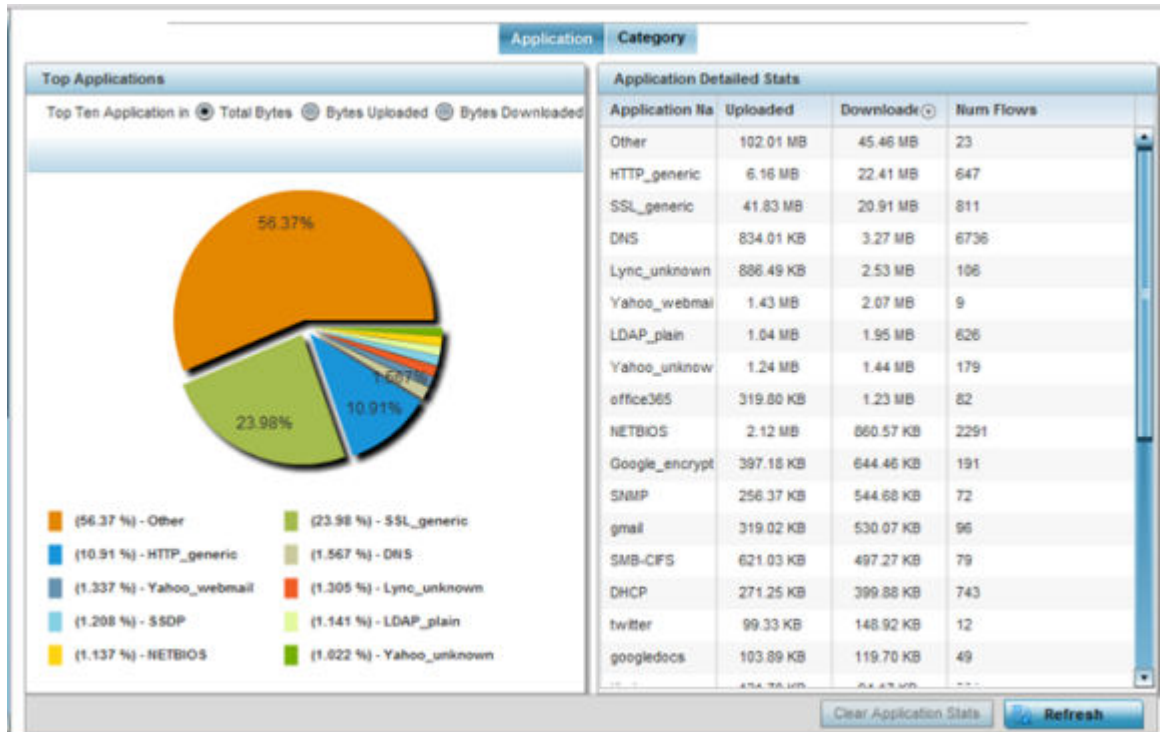 Application Category
Top Applications
Top Ten Application in Total Bytes Bytes Uploaded Bytes Downloaded
56.37%
23.98%
10.91%
1.567%
(56.37 %) - Other (23.98 %) - SSL_generic
(10.91 %) - HTTP_generic (1.567 %) - DNS
(1.337 %) - Yahoo_webmail (1.305 %) - Lync_unknown
(1.208 %) - SSDP (1.141 %) - LDAP_plain
(1.137 %) - NETBIOS (1.022 %) - Yahoo_unknown
Application Detailed Stats
Application Na Uploaded Downloade Num Flows
Other 102.01 MB 45.46 MB 23
HTTP_generic 6.16 MB 22.41 MB 647
SSL_generic 41.83 MB 20.91 MB 811
DNS 834.01 KB 3.27 MB 6736
Lync_unknown 886.49 KB 2.53 MB 106
Yahoo_webmai 1.43 MB 2.07 MB 9
LDAP_plain 1.04 MB 1.95 MB 626
Yahoo_unknow 1.24 MB 1.44 MB 179
office365 319.80 KB 1.23 MB 82
NETBIOS 2.12 MB 860.57 KB 2291
Google_encrypt 397.18 KB 644.46 KB 191
SNMP 256.37 KB 544.68 KB 72
gmail 319.02 KB 530.07 KB 96
SMB-CIFS 621.03 KB 497.27 KB 79
DHCP 271.25 KB 399.88 KB 743
twitter 99.33 KB 148.92 KB 12
googledocs 103.89 KB 119.70 KB 49
Clear Application Stats Refresh